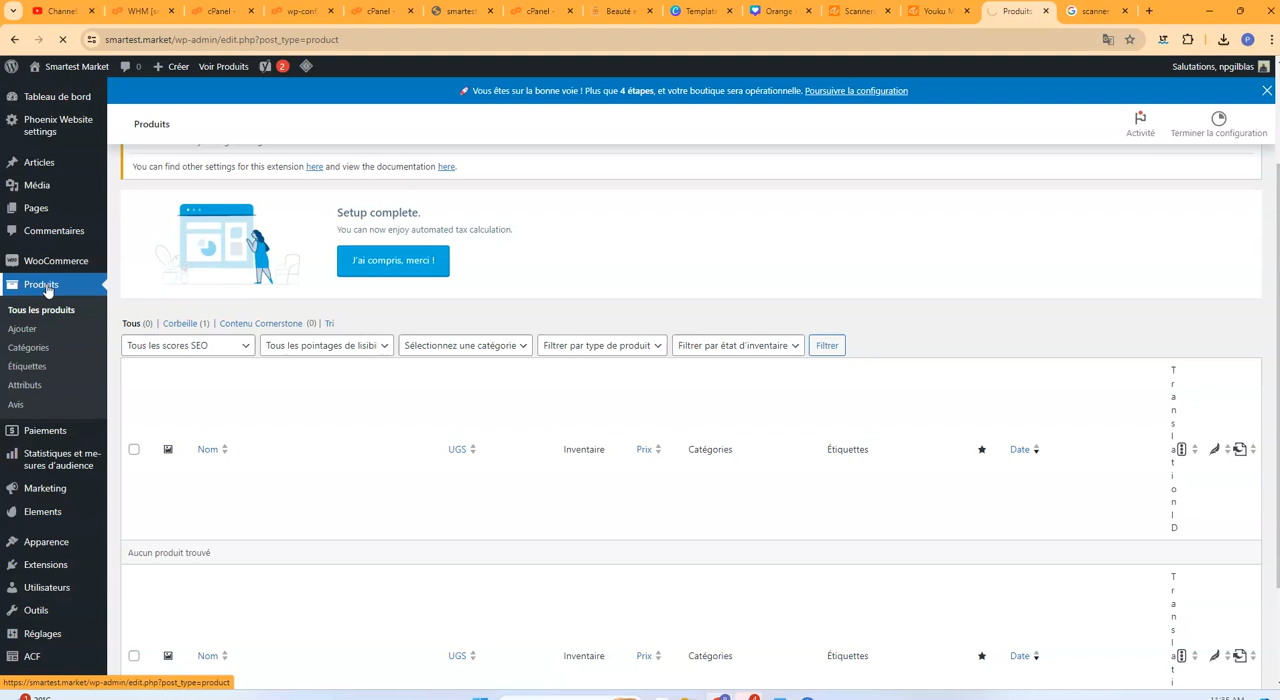 Channel
WHM [sn
cPanel -
wp-conf
cPanel -
smartest
cPanel -
Beauté e
Templat
Orange
Scanner
Youku M
Produits
scanner
smartest.market/wp-admin/edit.php?post_type=product
Smartest Market 0 Créer Voir Produits 2 Salutations, npgilblas
Tableau de bord
Phoenix Website
settings
Articles
Média
Pages
Commentaires
WooCommerce
Produits
Tous les produits
Ajouter
Catégories
Étiquettes
Attributs
Avis
Paiements
Statistiques et me-
sures d'audience
Marketing
Elements
Apparence
Extensions
Utilisateurs
Outils
Réglages
ACF
Vous êtes sur la bonne voie ! Plus que 4 étapes, et votre boutique sera opérationnelle. Poursuivre la configuration
Produits
Activité
Terminer la configuration
You can find other settings for this extension here and view the documentation here.
Setup complete.
You can now enjoy automated tax calculation.
J'ai compris, merci !
Tous (0) | Corbeille (1) | Contenu Cornerstone (0) | Tri
Tous les scores SEO Tous les pointages de lisibi Sélectionnez une catégorie Filtrer par type de produit Filtrer par état d'inventaire Filtrer
Nom UGS Inventaire Prix Catégories Étiquettes Date
T
r
a
n
s
l
a
t
i
o
n
I
D
Aucun produit trouvé
Nom UGS Inventaire Prix Catégories Étiquettes Date
T
r
a
n
s
l
a
t
i
https://smartest.market/wp-admin/edit.php?post_type=product